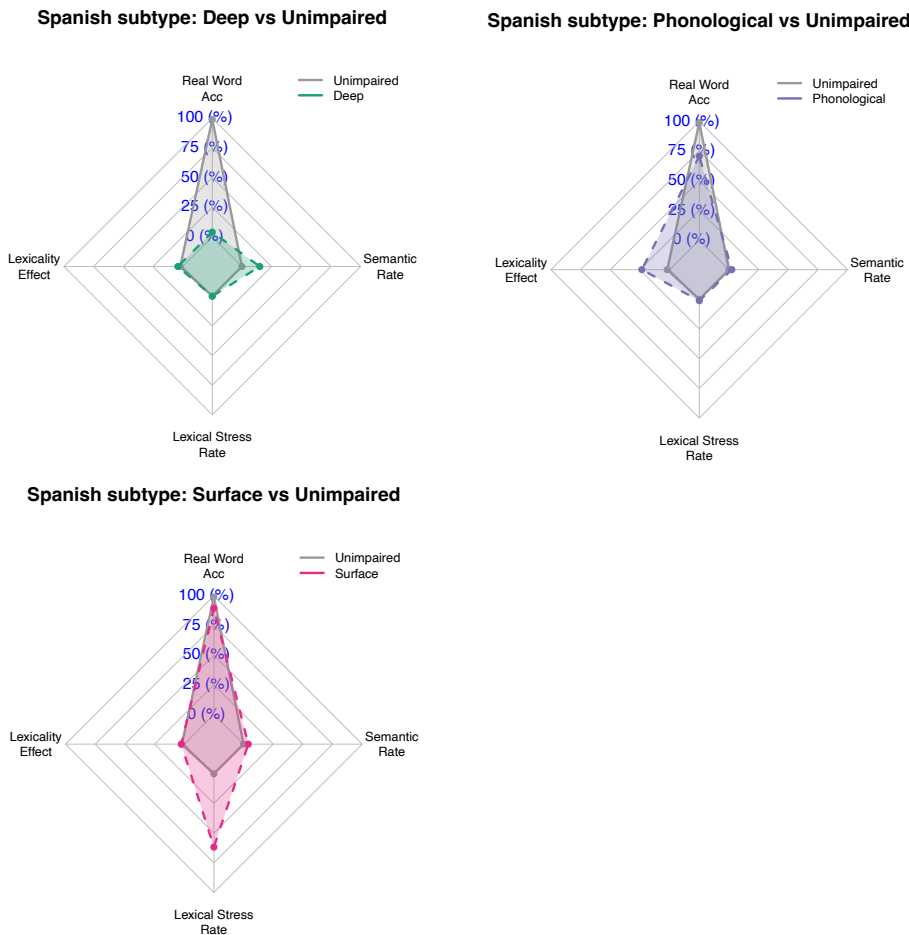 Spanish subtype: Deep vs Unimpaired
Real Word
Acc
Unimpaired
Deep
100 (%)
75 (%)
50 (%)
25 (%)
0 (%)
Lexicality
Effect
Semantic
Rate
Lexical Stress
Rate
Spanish subtype: Phonological vs Unimpaired
Real Word
Acc
Unimpaired
Phonological
100 (%)
75 (%)
50 (%)
25 (%)
0 (%)
Lexicality
Effect
Semantic
Rate
Lexical Stress
Rate
Spanish subtype: Surface vs Unimpaired
Real Word
Acc
Unimpaired
Surface
100 (%)
75 (%)
50 (%)
25 (%)
0 (%)
Lexicality
Effect
Semantic
Rate
Lexical Stress
Rate